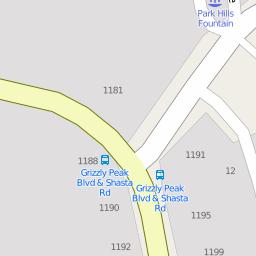 Park Hills
Fountain
1181
1188
Grizzly Peak
Blvd & Shasta
Rd
1191
12
Grizzly Peak
Blvd & Shasta
Rd
1190
1195
1192
1199